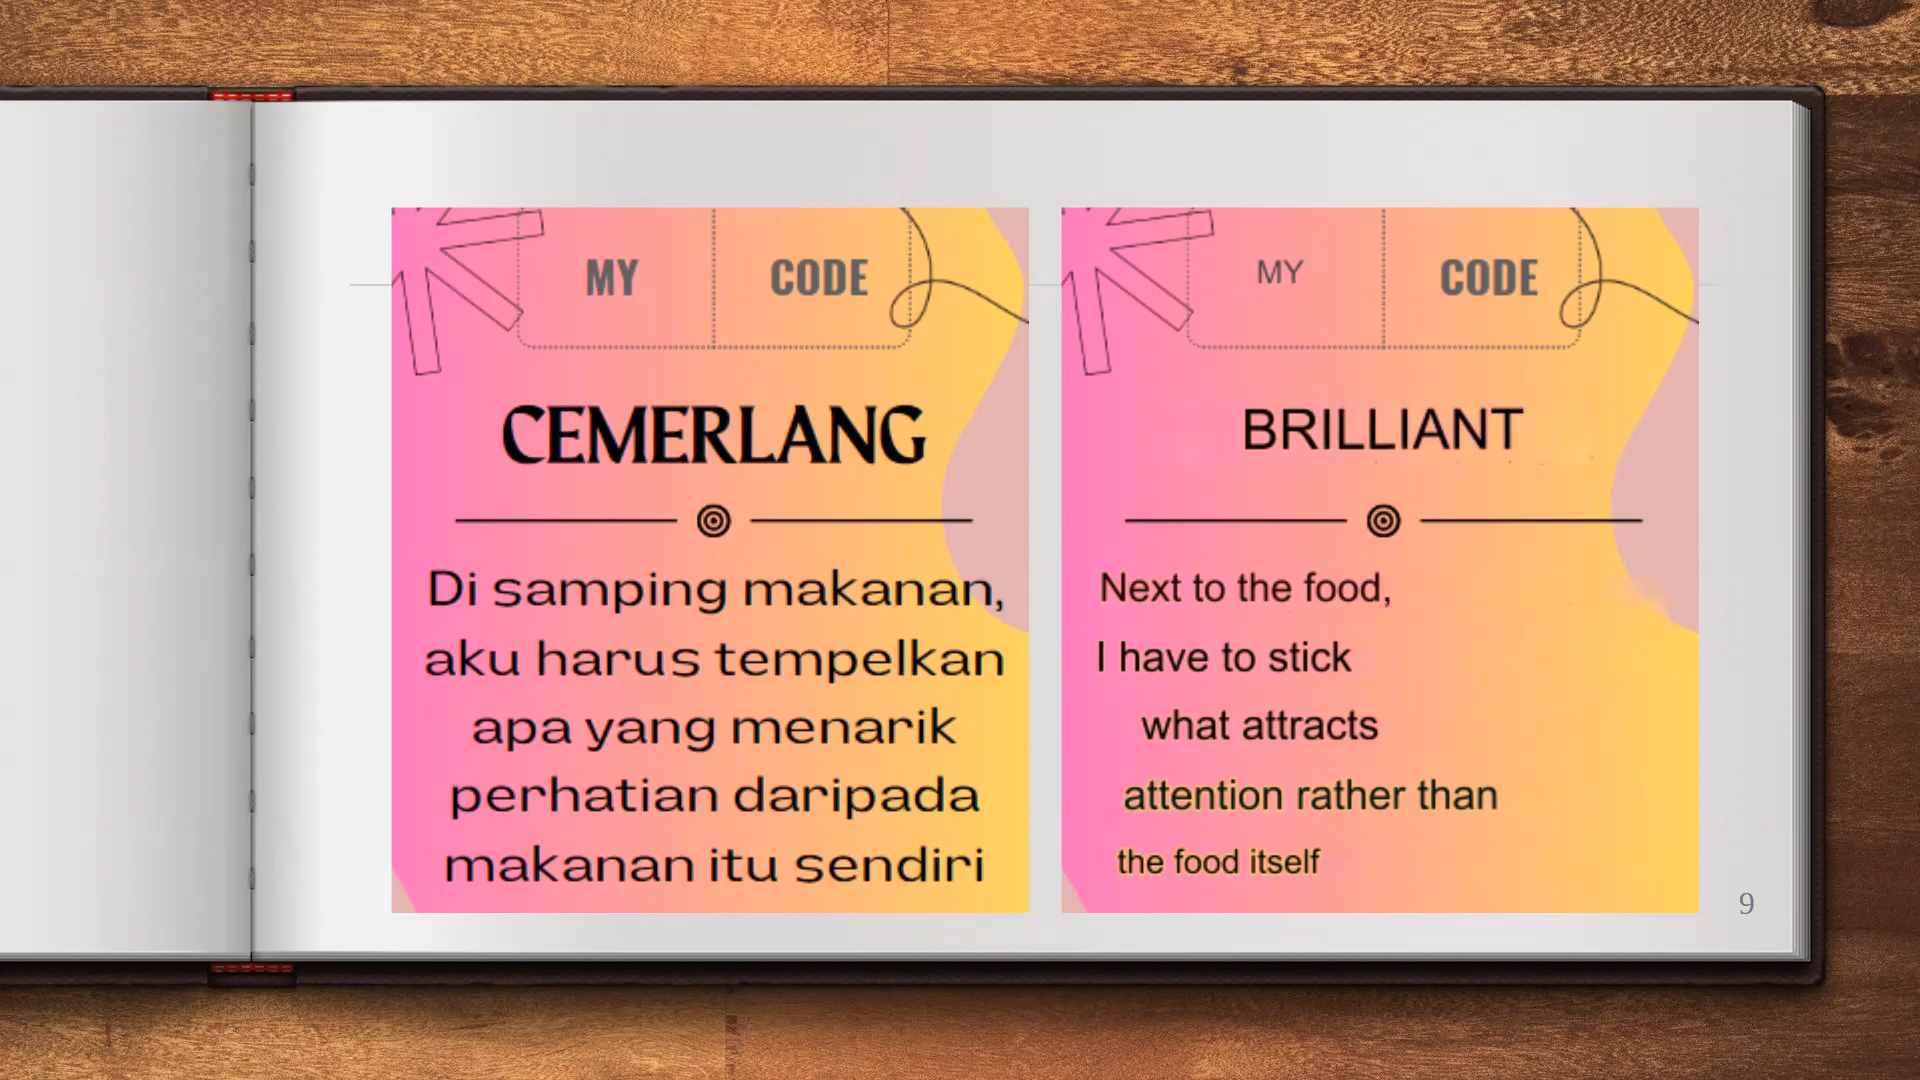 MY CODE
CEMERLANG
Di samping makanan,
aku harus tempelkan
apa yang menarik
perhatian daripada
makanan itu sendiri
MY CODE
BRILLIANT
Next to the food,
I have to stick
what attracts
attention rather than
the food itself
9